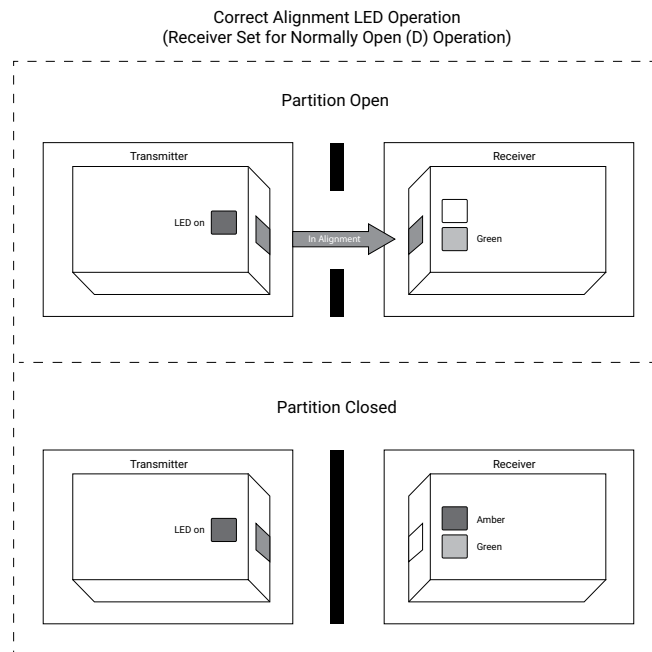 Correct Alignment LED Operation
(Receiver Set for Normally Open (D) Operation)
Partition Open
Transmitter
Receiver
LED on
In Alignment
Green
Partition Closed
Transmitter
Receiver
LED on
Amber
Green